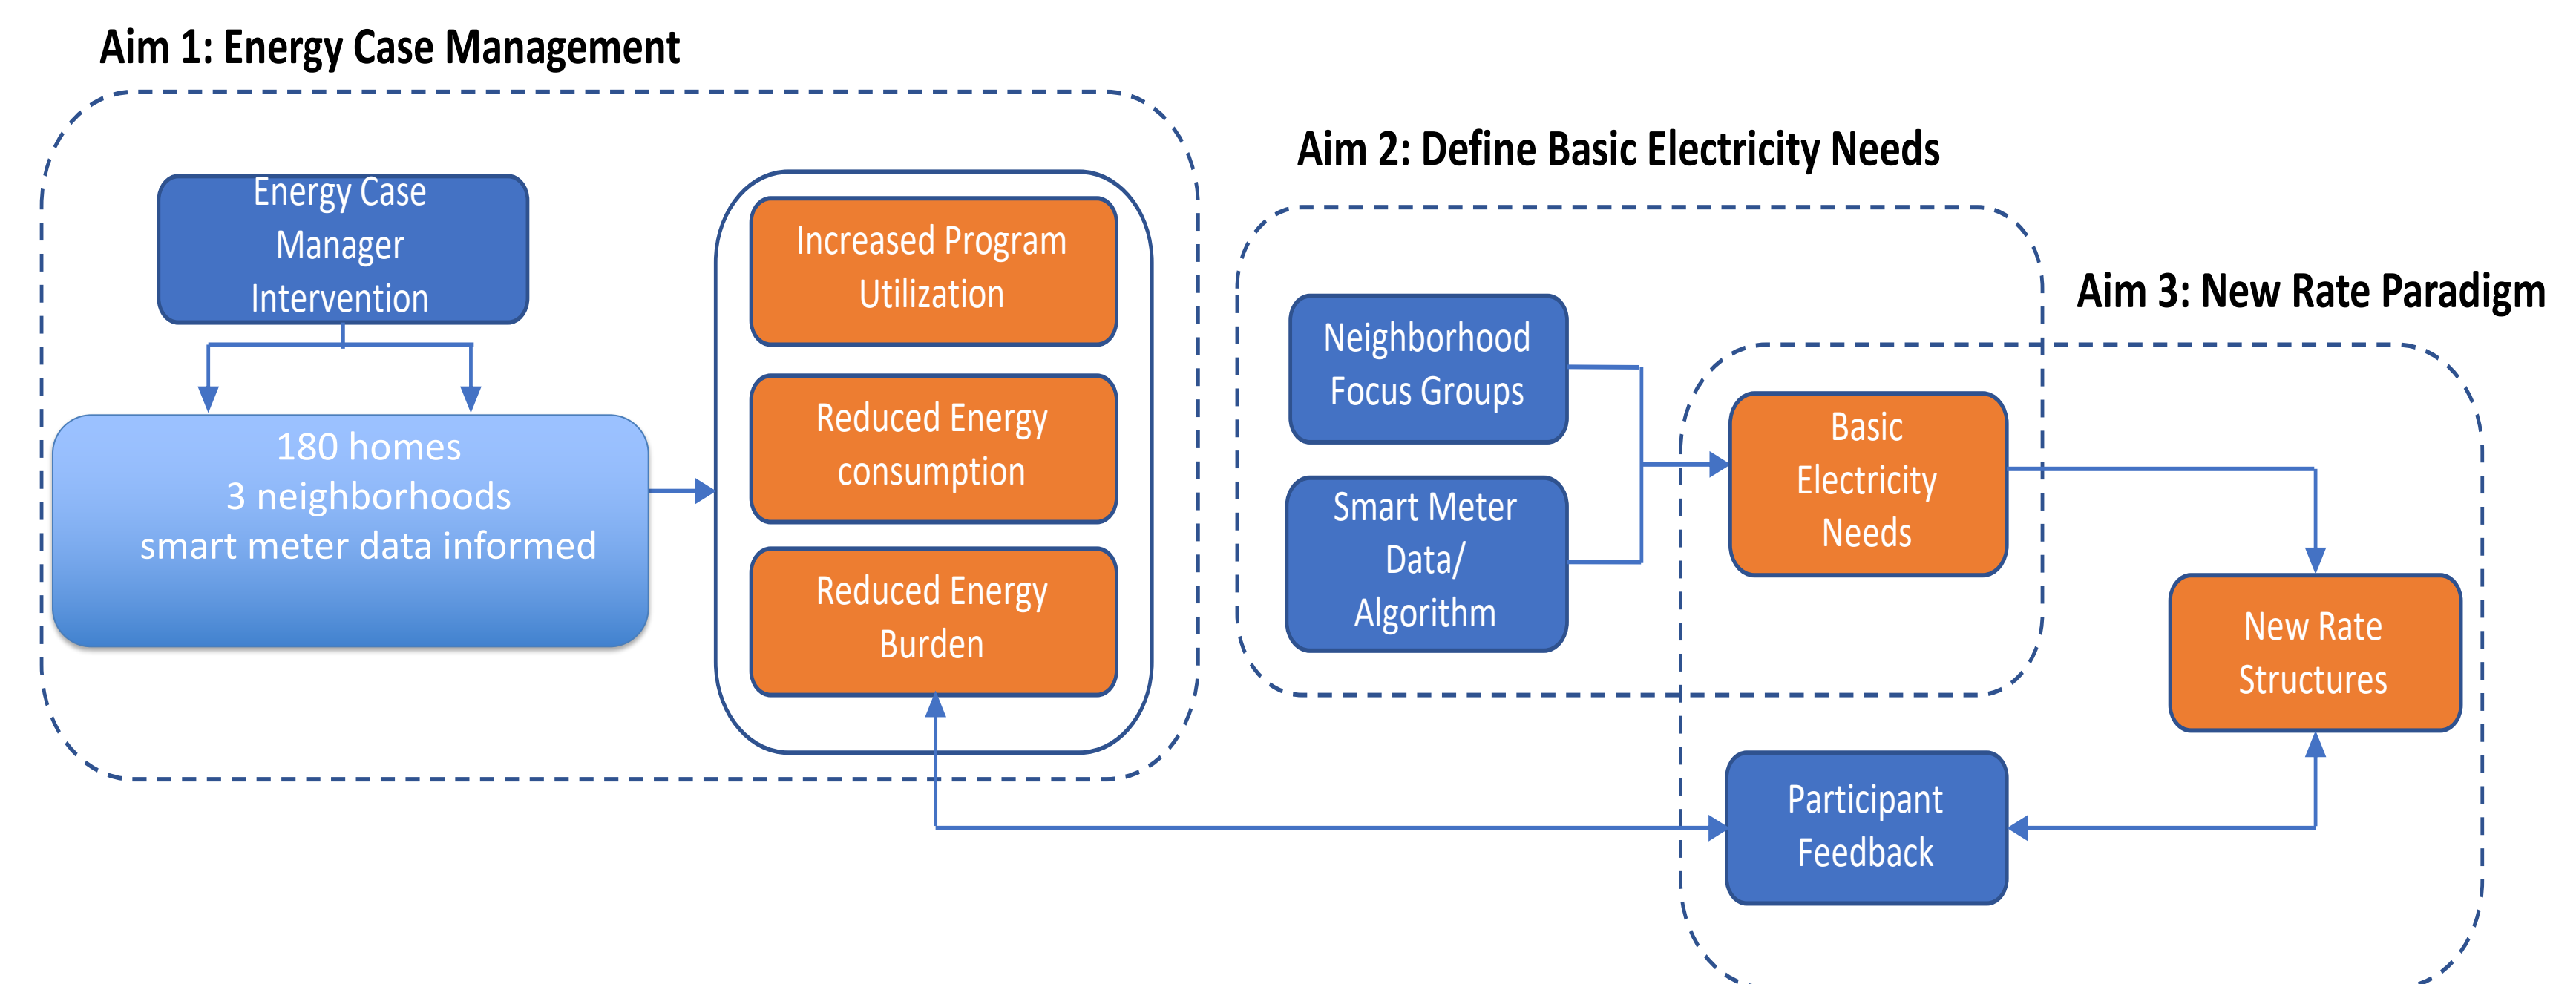 Aim 1: Energy Case Management
Energy Case
Manager
Intervention
180 homes
3 neighborhoods
smart meter data informed
Increased Program
Utilization
Reduced Energy
consumption
Reduced Energy
Burden
Aim 2: Define Basic Electricity Needs
Neighborhood
Focus Groups
Smart Meter
Data/
Algorithm
Basic
Electricity
Needs
Aim 3: New Rate Paradigm
New Rate
Structures
Participant
Feedback